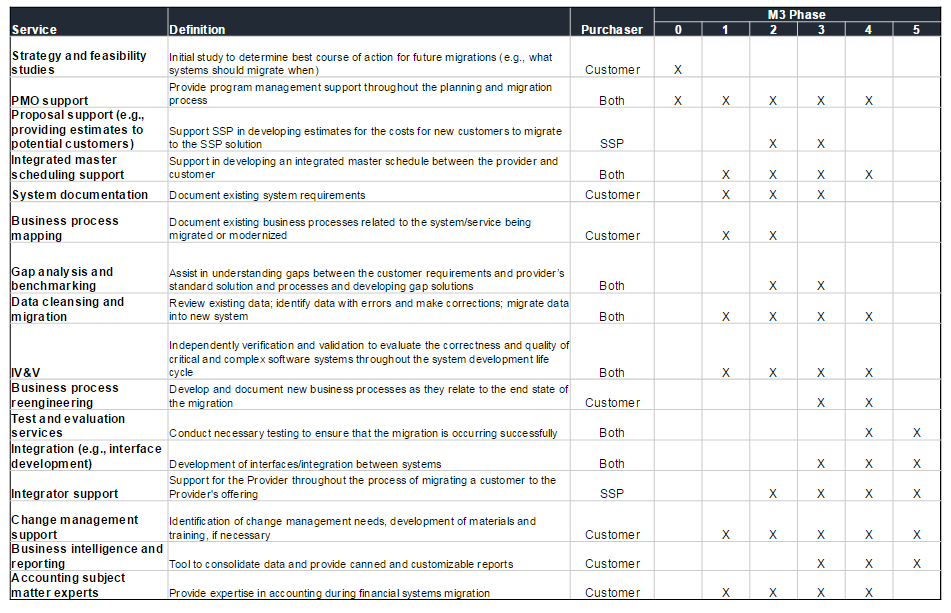 M3 Phase
Service Definition Purchaser 0 1 2 3 4 5
Strategy and feasibility
studies
Initial study to determine best course of action for future migrations (e.g., what
systems should migrate when)
Customer X
PMO support
Provide program management support throughout the planning and migration
process
Both X X X X X
Proposal support (e.g.,
providing estimates to
potential customers)
Support SSP in developing estimates for the costs for new customers to migrate
to the SSP solution
SSP X X
Integrated master
scheduling support
Support in developing an integrated master schedule between the provider and
customer
Both X X X X
System documentation
Document existing system requirements
Customer X X X
Business process
mapping
Document existing business processes related to the system/service being
migrated or modernized
Customer X X
Gap analysis and
benchmarking
Assist in understanding gaps between the customer requirements and provider's
standard solution and processes and developing gap solutions
Both X X
Data cleansing and
migration
Review existing data; identify data with errors and make corrections; migrate data
into new system
Both X X X X
IV&V
Independently verification and validation to evaluate the correctness and quality of
critical and complex software systems throughout the system development life
cycle
Both X X X X
Business process
reengineering
Develop and document new business processes as they relate to the end state of
the migration
Customer X X
Test and evaluation
services
Conduct necessary testing to ensure that the migration is occurring successfully
Both X X
Integration (e.g., interface
development)
Development of interfaces/integration between systems
Both X X X
Integrator support
Support for the Provider throughout the process of migrating a customer to the
Provider's offering
SSP X X X X
Change management
support
Identification of change management needs, development of materials and
training, if necessary
Customer X X X X X
Business intelligence and
reporting
Tool to consolidate data and provide canned and customizable reports
Customer X X X
Accounting subject
matter experts
Provide expertise in accounting during financial systems migration
Customer X X X X